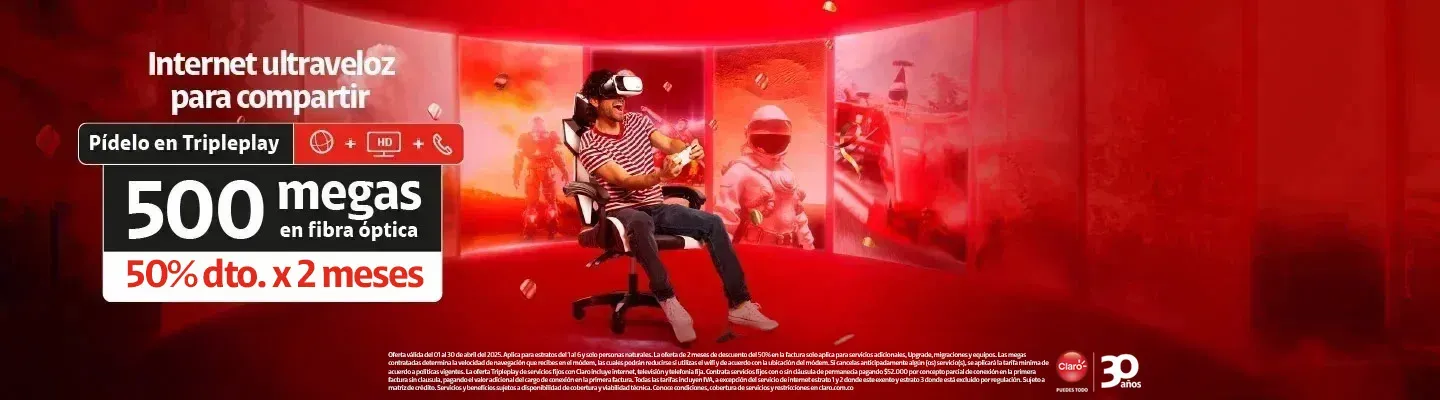 Internet ultraveloz
para compartir
Pídelo en Tripleplay
+ HD +
500 megas
en fibra óptica
50% dto. x 2 meses
Oferta válida del 01 al 30 de abril del 2025. Aplica para estratos del 1 al 6 y solo personas naturales. La oferta de 2 meses de descuento del 50% en la factura solo aplica para servicios adicionales, Upgrade, migraciones y equipos. Las megas
contratadas determina la velocidad de navegación que recibes en el módem, las cuales podrán reducirse si utilizas el wifi y de acuerdo con la ubicación del módem. Si cancelas anticipadamente algún (os) servicio(s), se aplicará la tarifa mínima de
acuerdo a políticas vigentes. La oferta Tripleplay de servicios fijos con Claro incluye internet, televisión y telefonía fija. Contrata servicios fijos con o sin cláusula de permanecía pagando $52.000 por concepto parcial de conexión en la primera
factura sin clausula, pagando el valor adicional del cargo de conexión en la primera factura. Todas las tarifas incluyen IVA, a excepción del servicio de internet estrato 1 y 2 donde este exento y estrato 3 donde está excluido por regulación. Sujeto a
matriz de crédito. Servicios y beneficios sujetos a disponibilidad de cobertura y viabilidad técnica. Conoce condiciones, cobertura de servicios y restricciones en claro.com.co
Claro
PUEDES TODO
30
años